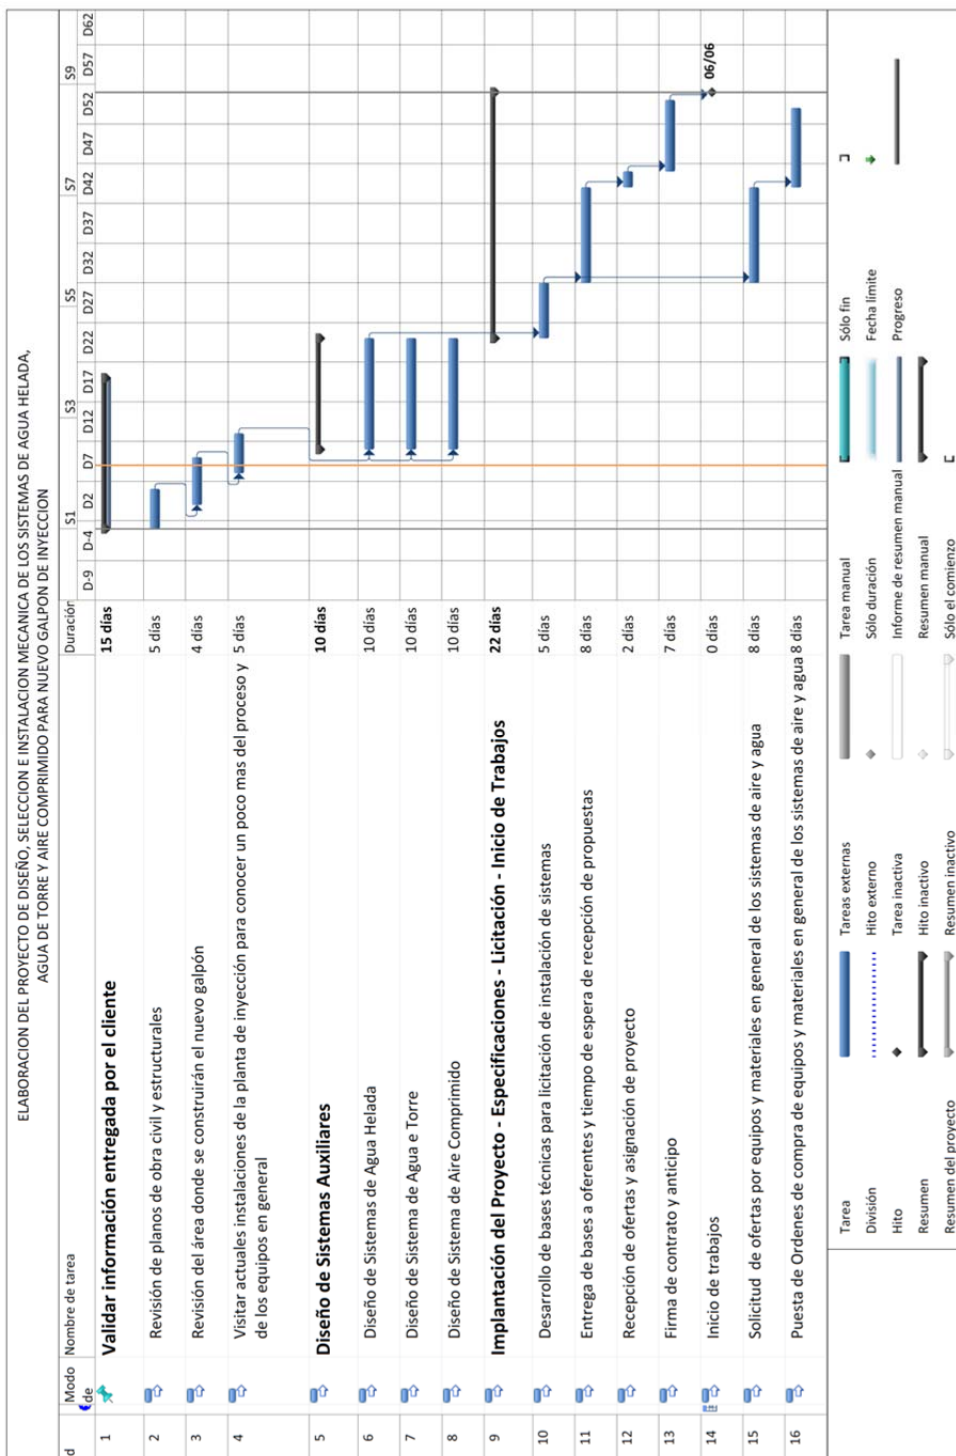 ELABORACION DEL PROYECTO DE DISEÑO, SELECCION E INSTALACION MECANICA DE LOS SISTEMAS DE AGUA HELADA,
AGUA DE TORRE Y AIRE COMPRIMIDO PARA NUEVO GALPON DE INYECCION
d Modo de Nombre de tarea Duración S1 S3 S5 S7 S9
D-9 D-4 D2 D7 D12 D17 D22 D27 D32 D37 D42 D47 D52 D57 D62
1 Validar información entregada por el cliente 15 días
2 Revisión de planos de obra civil y estructurales 5 días
3 Revisión del área donde se construirán el nuevo galpón 4 días
4 Visitar actuales instalaciones de la planta de inyección para conocer un poco mas del proceso y 5 días
de los equipos en general
5 Diseño de Sistemas Auxiliares 10 días
6 Diseño de Sistemas de Agua Helada 10 días
7 Diseño de Sistema de Agua e Torre 10 días
8 Diseño de Sistema de Aire Comprimido 10 días
9 Implantación del Proyecto - Especificaciones - Licitación - Inicio de Trabajos 22 días
10 Desarrollo de bases técnicas para licitación de instalación de sistemas 5 días
11 Entrega de bases a oferentes y tiempo de espera de recepción de propuestas 8 días
12 Recepción de ofertas y asignación de proyecto 2 días
13 Firma de contrato y anticipo 7 días
14 Inicio de trabajos 0 días 06/06
15 Solicitud de ofertas por equipos y materiales en general de los sistemas de aire y agua 8 días
16 Puesta de Ordenes de compra de equipos y materiales en general de los sistemas de aire y agua 8 días
Tarea Tareas externas Tarea manual Sólo fin
División Hito externo Sólo duración Fecha límite
Hito Tarea inactiva Informe de resumen manual Progreso
Resumen Hito inactivo Resumen manual
Resumen del proyecto Resumen inactivo Sólo el comienzo